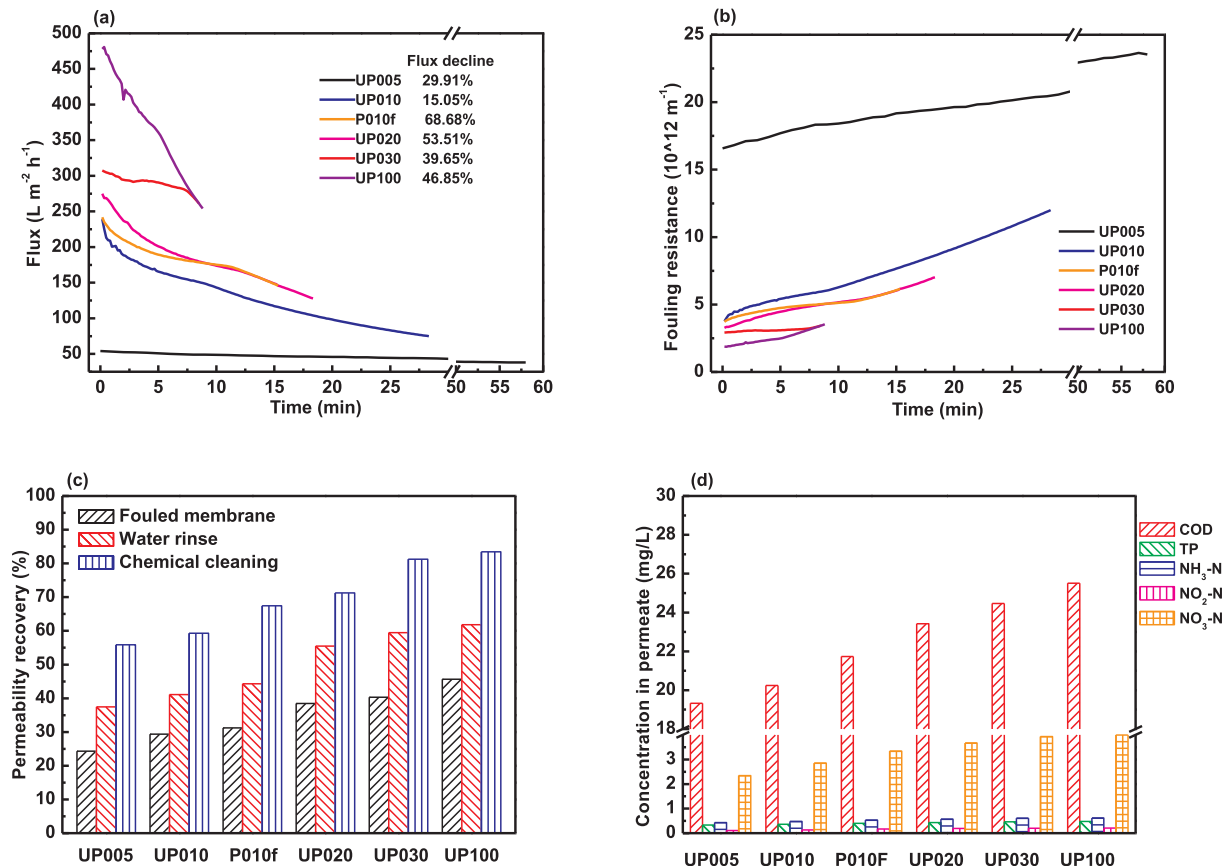 (a)
500
450
400
350
300
250
200
150
100
50
Flux (L m-2 h-1)
Flux decline
UP005 29.91%
UP010 15.05%
P010f 68.68%
UP020 53.51%
UP030 39.65%
UP100 46.85%
0 5 10 15 20 25 50 55 60
Time (min)
(b)
25
20
15
10
5
0
Fouling resistance (10^12 m-1)
UP005
UP010
P010f
UP020
UP030
UP100
0 5 10 15 20 25 50 55 60
Time (min)
(c)
100
90
80
70
60
50
40
30
20
10
0
Permeability recovery (%)
Fouled membrane
Water rinse
Chemical cleaning
UP005 UP010 P010f UP020 UP030 UP100
(d)
30
28
26
24
22
20
18
3
2
1
0
Concentration in permeate (mg/L)
COD
TP
NH3-N
NO2-N
NO3-N
UP005 UP010 P010F UP020 UP030 UP100